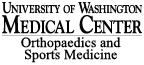 UNIVERSITY OF WASHINGTON
MEDICAL CENTER
Orthopaedics and
Sports Medicine